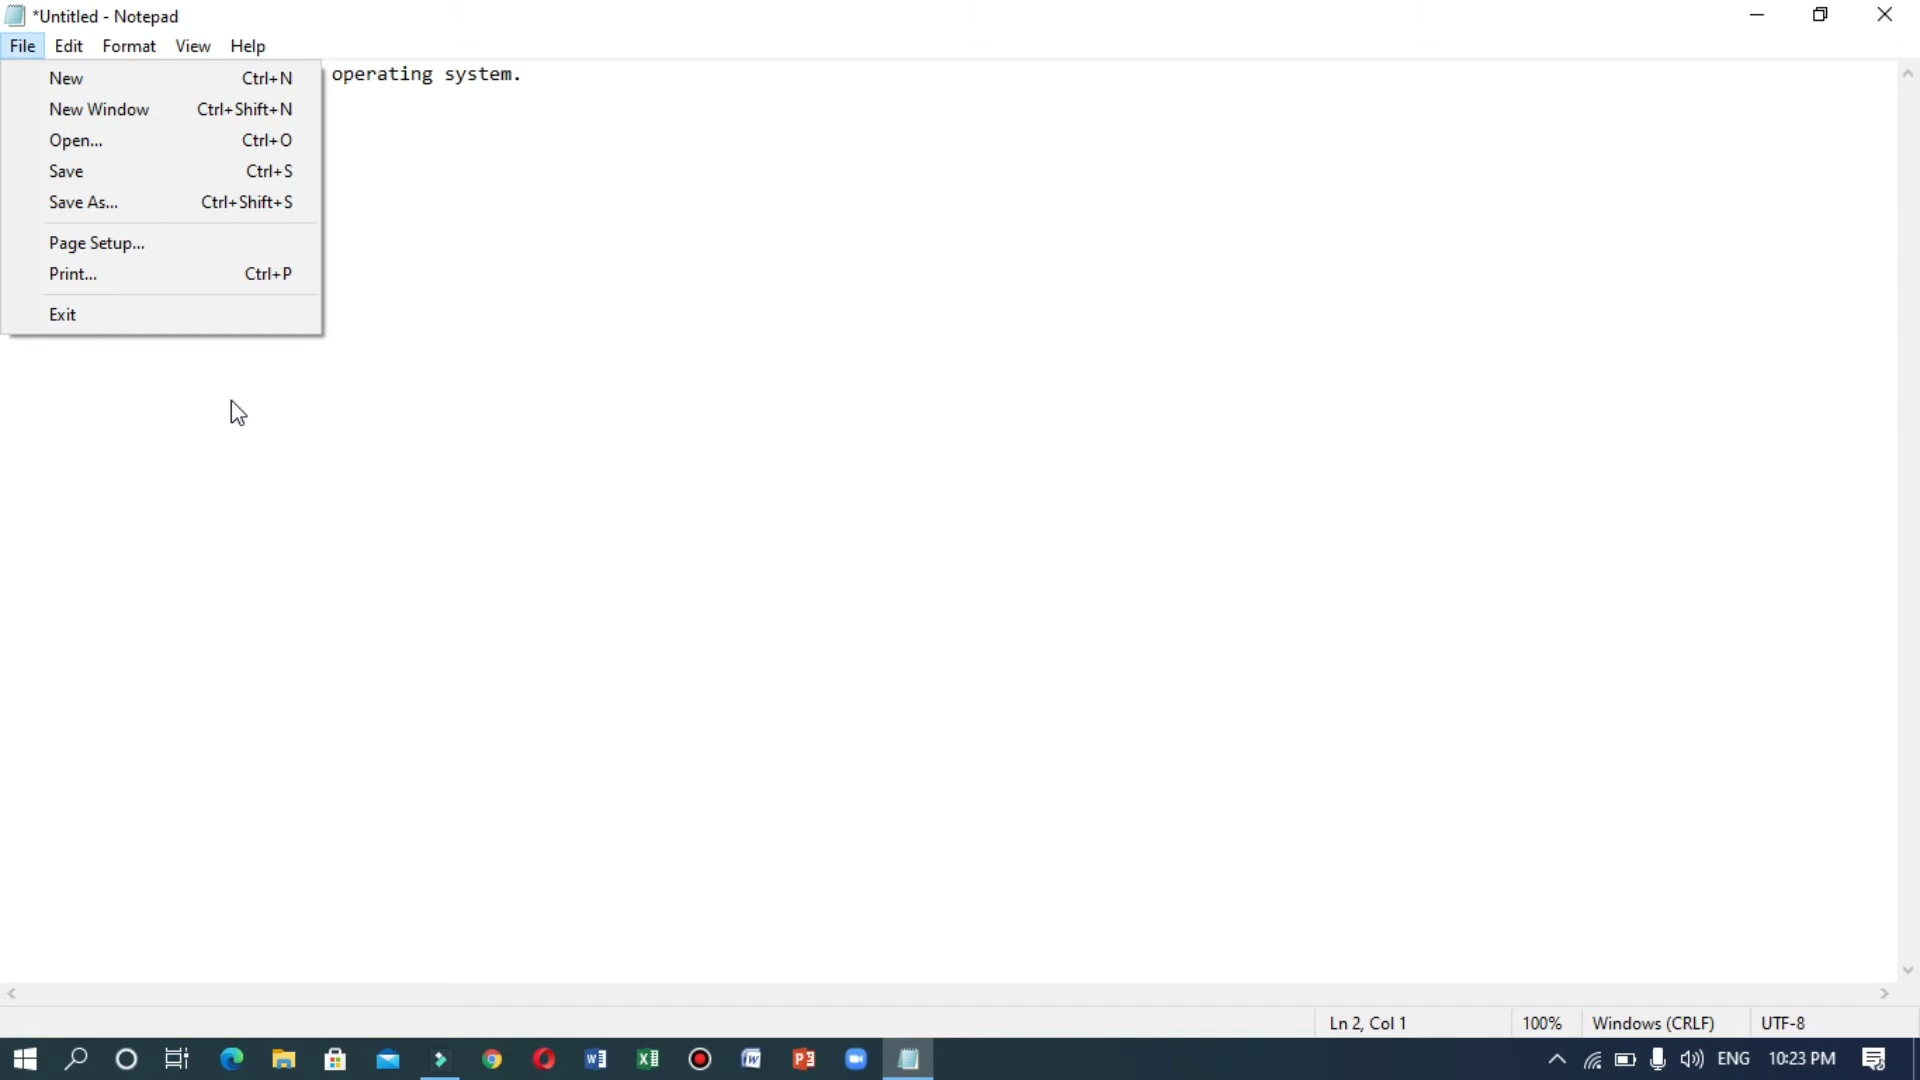 *Untitled - Notepad
File Edit Format View Help
operating system.
New Ctrl+N
New Window Ctrl+Shift+N
Open... Ctrl+O
Save Ctrl+S
Save As... Ctrl+Shift+S
Page Setup...
Print... Ctrl+P
Exit
Ln 2, Col 1 100% Windows (CRLF) UTF-8
ENG 10:23 PM